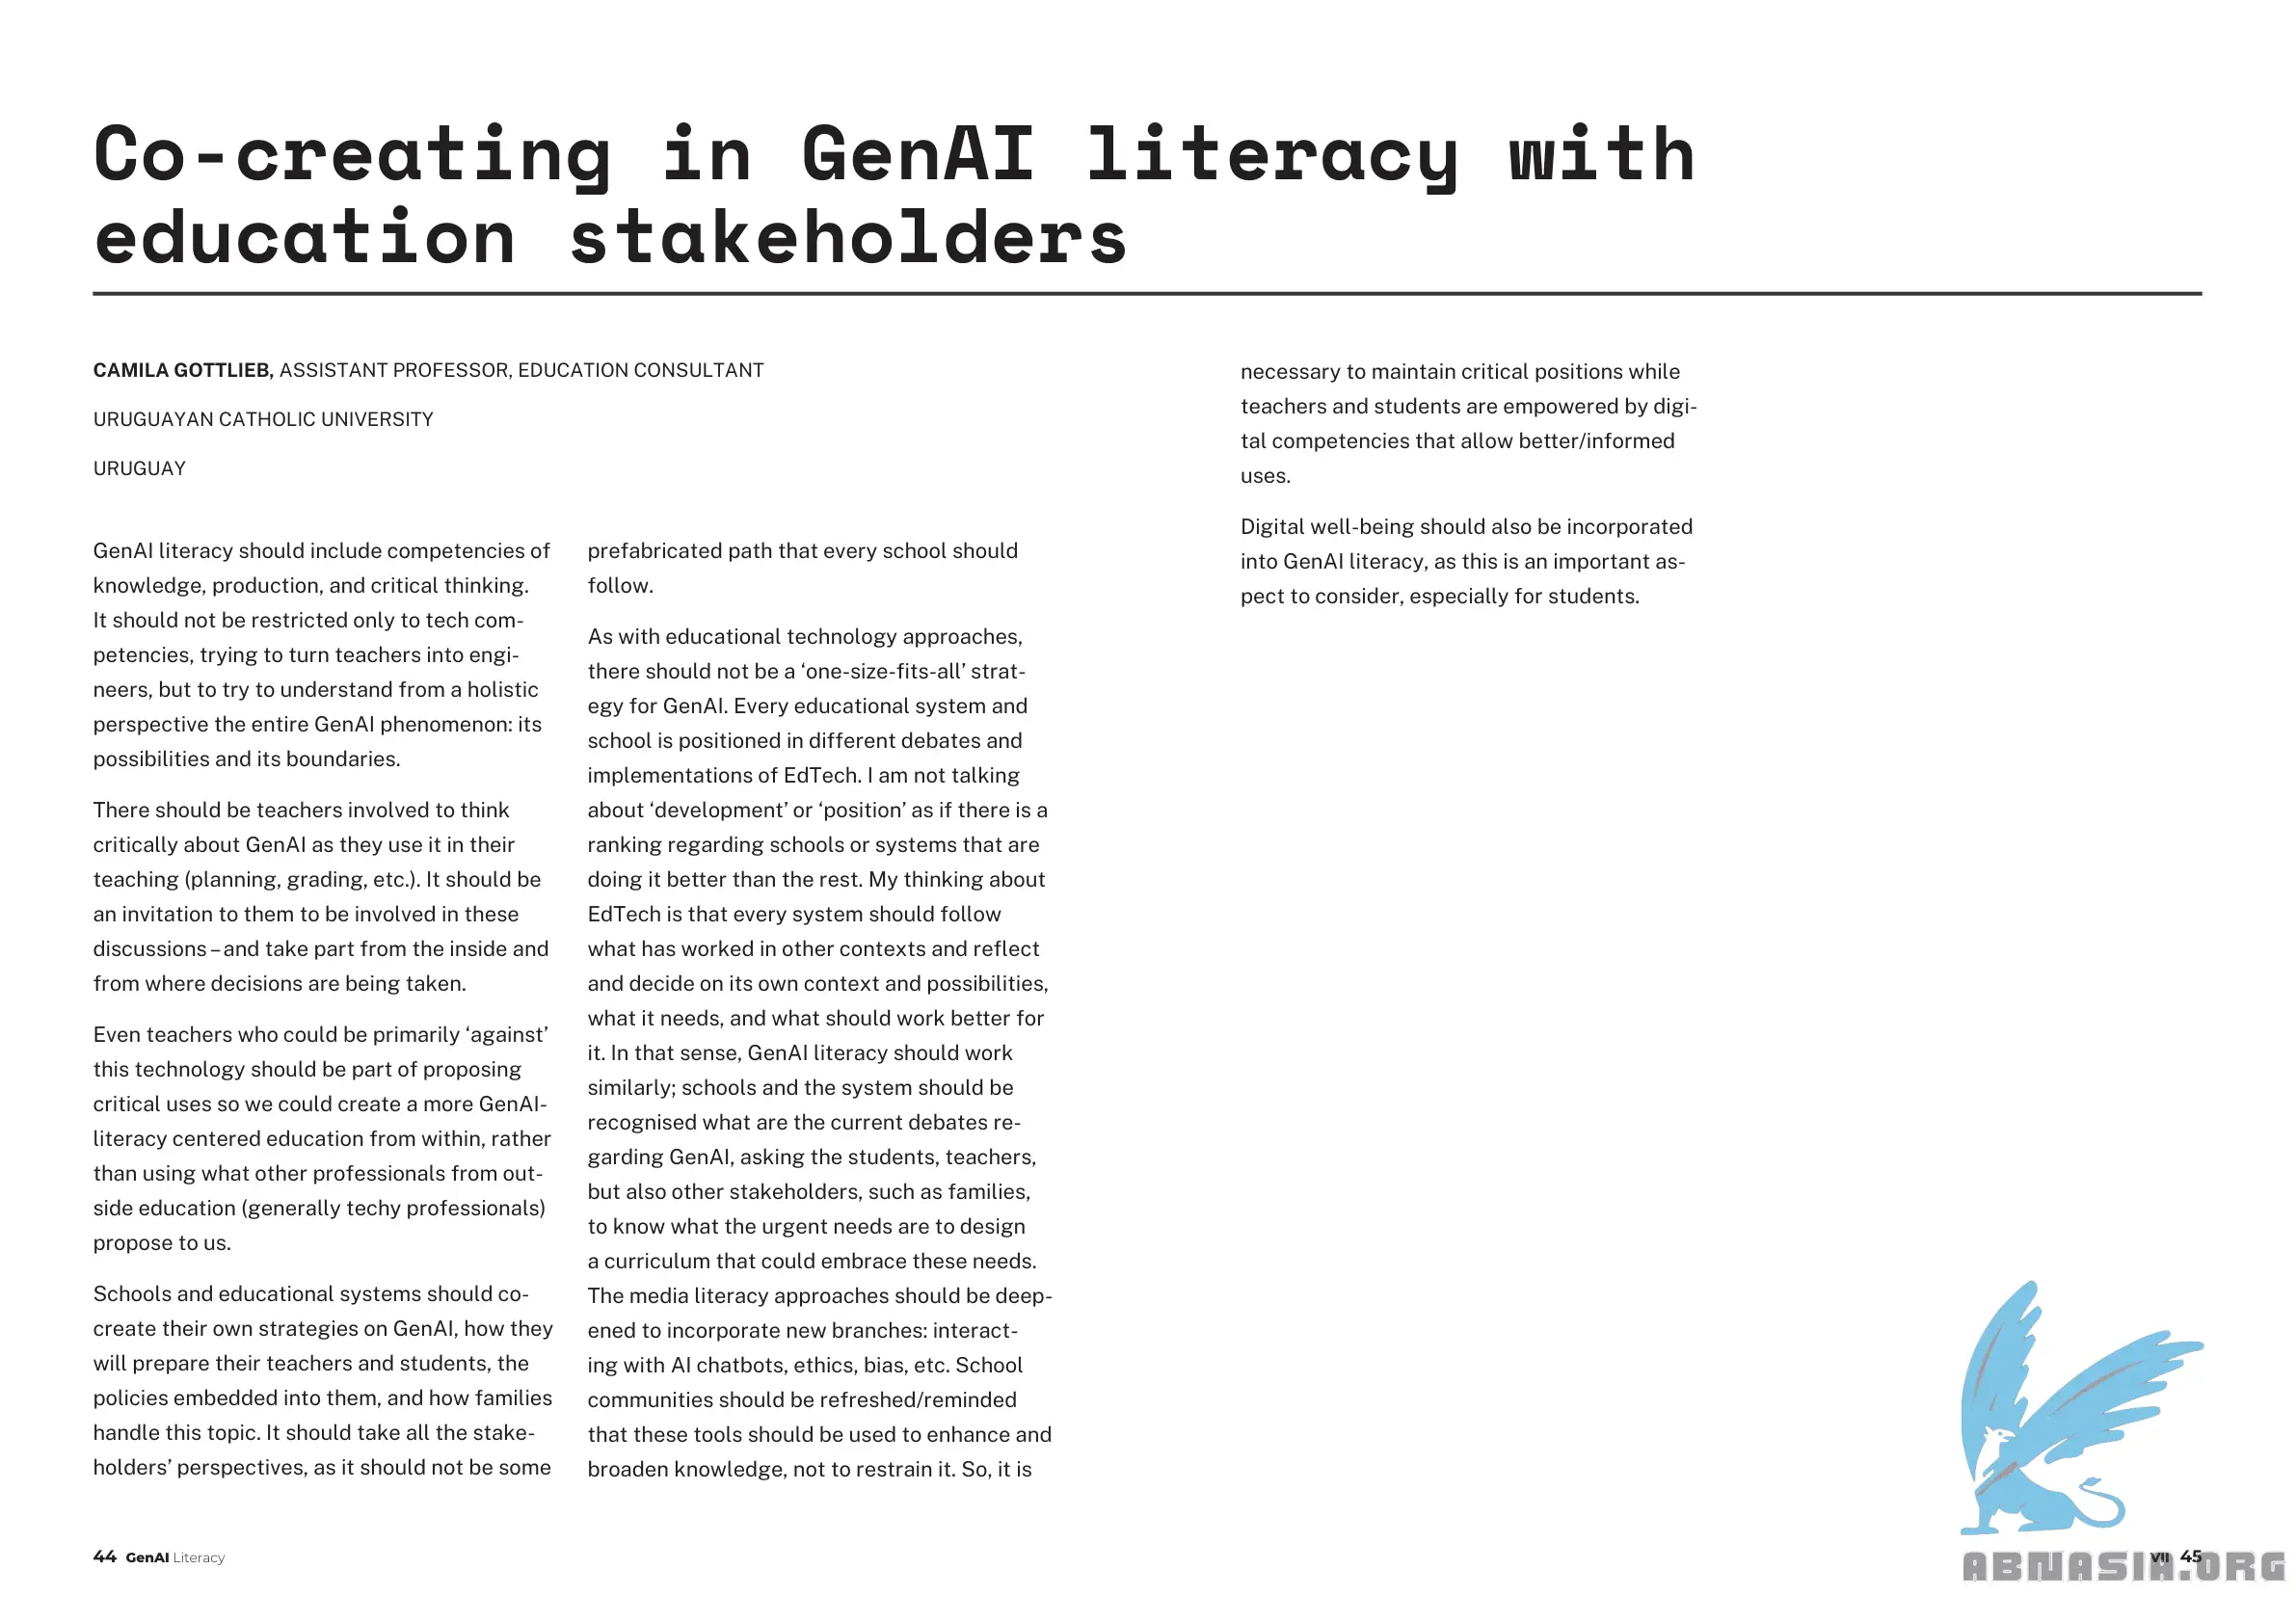 Co-creating in GenAI literacy with
education stakeholders
CAMILA GOTTLIEB, ASSISTANT PROFESSOR, EDUCATION CONSULTANT
URUGUAYAN CATHOLIC UNIVERSITY
URUGUAY
GenAI literacy should include competencies of
knowledge, production, and critical thinking.
It should not be restricted only to tech com-
petencies, trying to turn teachers into engi-
neers, but to try to understand from a holistic
perspective the entire GenAI phenomenon: its
possibilities and its boundaries.
There should be teachers involved to think
critically about GenAI as they use it in their
teaching (planning, grading, etc.). It should be
an invitation to them to be involved in these
discussions – and take part from the inside and
from where decisions are being taken.
Even teachers who could be primarily ‘against’
this technology should be part of proposing
critical uses so we could create a more GenAI-
literacy centered education from within, rather
than using what other professionals from out-
side education (generally techy professionals)
propose to us.
Schools and educational systems should co-
create their own strategies on GenAI, how they
will prepare their teachers and students, the
policies embedded into them, and how families
handle this topic. It should take all the stake-
holders’ perspectives, as it should not be some
prefabricated path that every school should
follow.
As with educational technology approaches,
there should not be a ‘one-size-fits-all’ strat-
egy for GenAI. Every educational system and
school is positioned in different debates and
implementations of EdTech. I am not talking
about ‘development’ or ‘position’ as if there is a
ranking regarding schools or systems that are
doing it better than the rest. My thinking about
EdTech is that every system should follow
what has worked in other contexts and reflect
and decide on its own context and possibilities,
what it needs, and what should work better for
it. In that sense, GenAI literacy should work
similarly; schools and the system should be
recognised what are the current debates re-
garding GenAI, asking the students, teachers,
but also other stakeholders, such as families,
to know what the urgent needs are to design
a curriculum that could embrace these needs.
The media literacy approaches should be deep-
ened to incorporate new branches: interact-
ing with AI chatbots, ethics, bias, etc. School
communities should be refreshed/reminded
that these tools should be used to enhance and
broaden knowledge, not to restrain it. So, it is
necessary to maintain critical positions while
teachers and students are empowered by digi-
tal competencies that allow better/informed
uses.
Digital well-being should also be incorporated
into GenAI literacy, as this is an important as-
pect to consider, especially for students.
44 GenAI Literacy
VII 45
ABNASIA.ORG